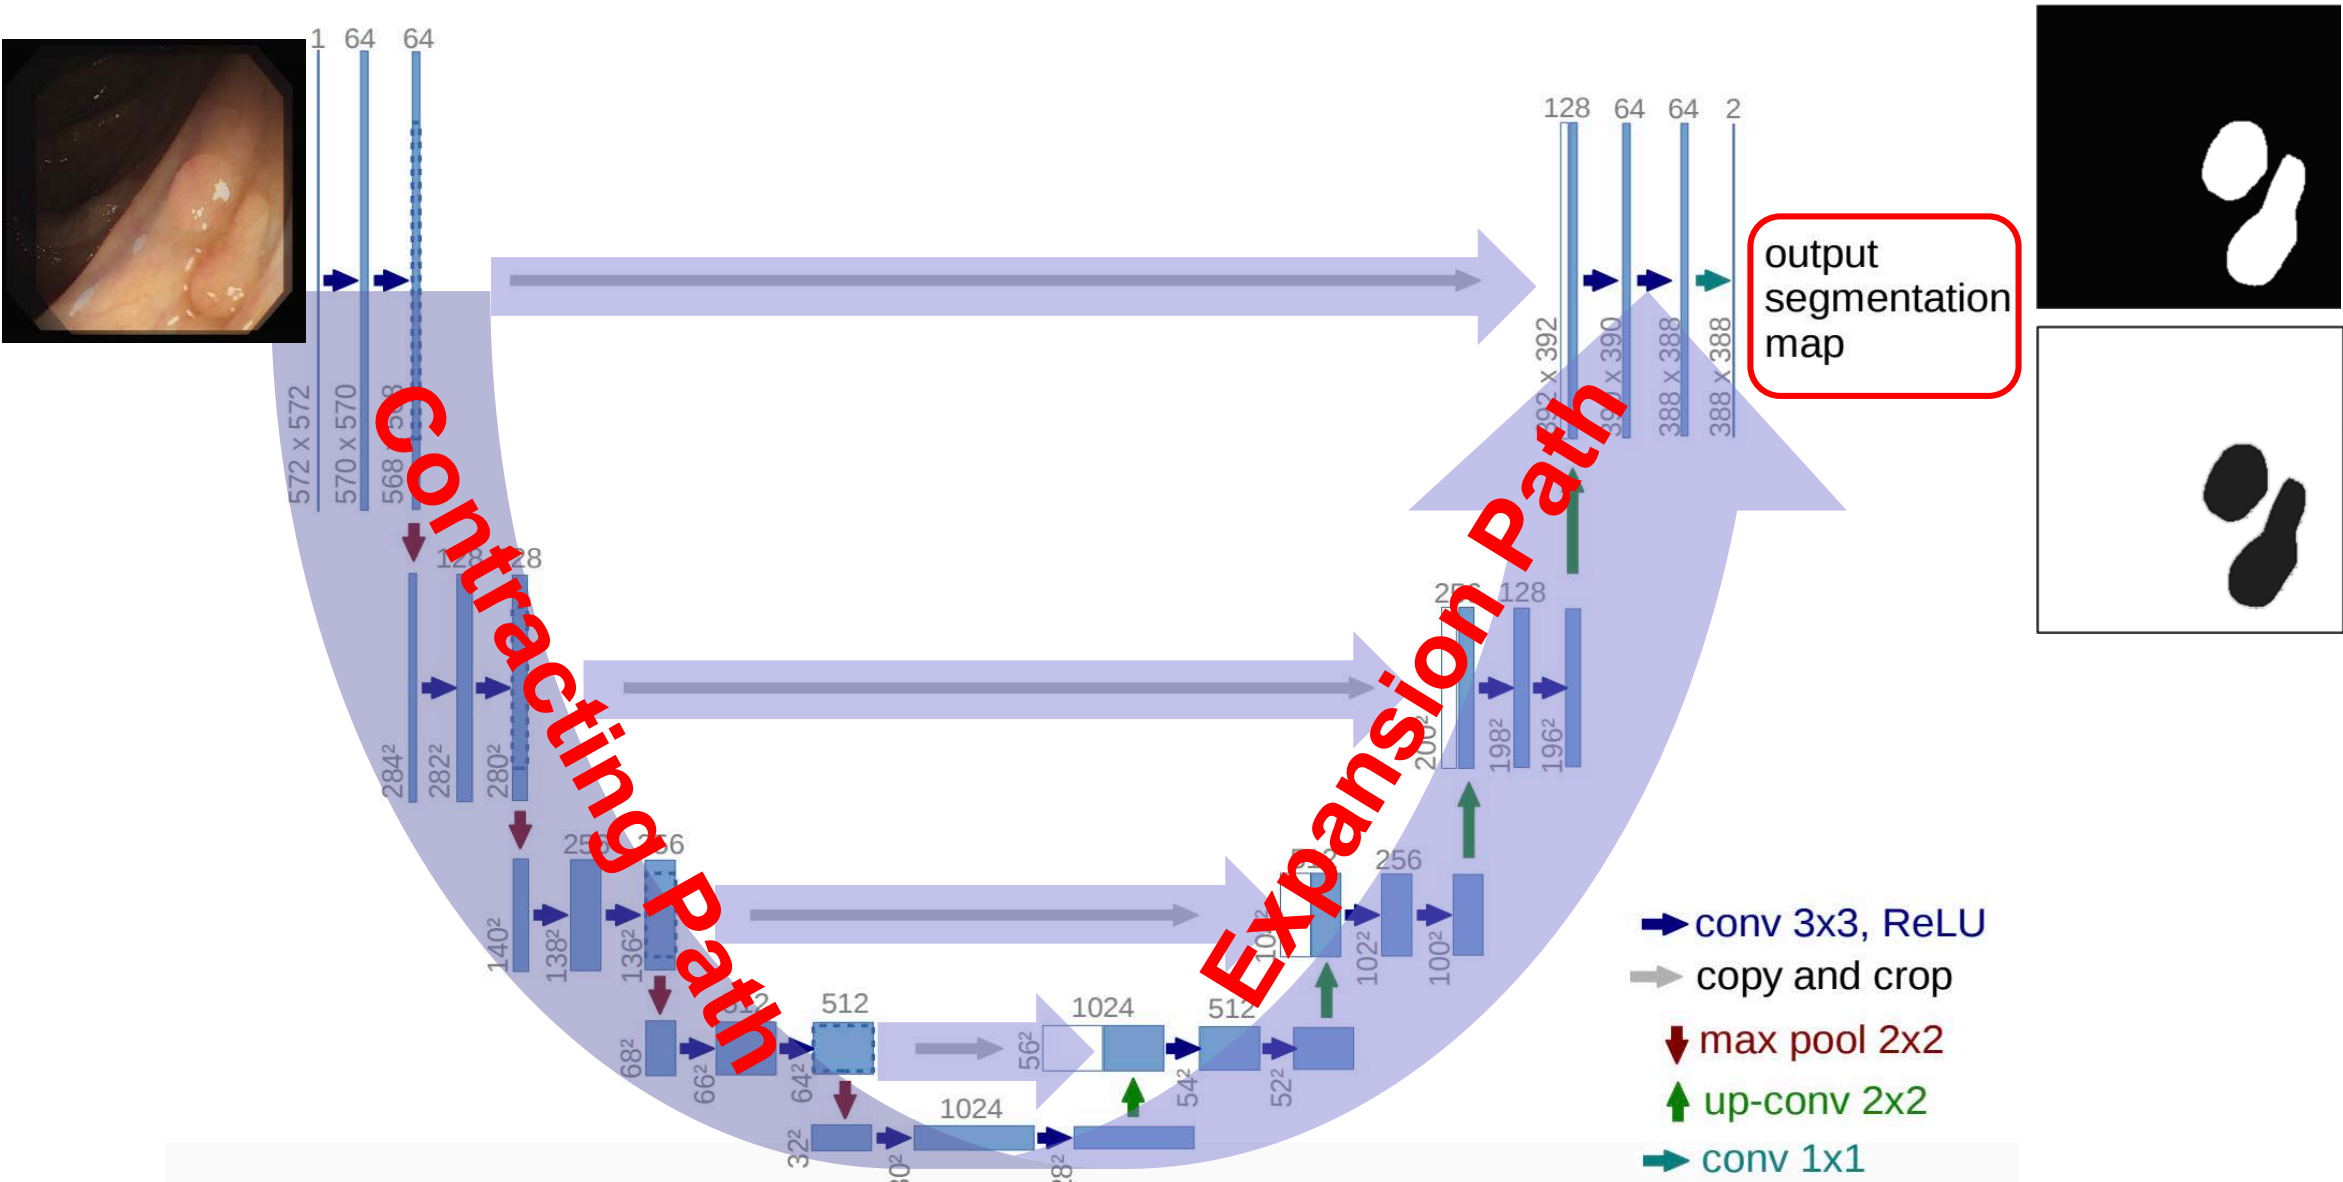 1 64 64
128 64 64 2
572 x 572
570 x 570
392 x 392
388 x 388
388 x 388
output
segmentation
map
Contracting Path
Expansion Path
128
284²
282²
280²
128
198²
196²
256
140²
138²
136²
256
102²
100²
512
68²
66²
64²
1024
512
56²
54²
52²
1024
32²
conv 3x3, ReLU
copy and crop
max pool 2x2
up-conv 2x2
conv 1x1